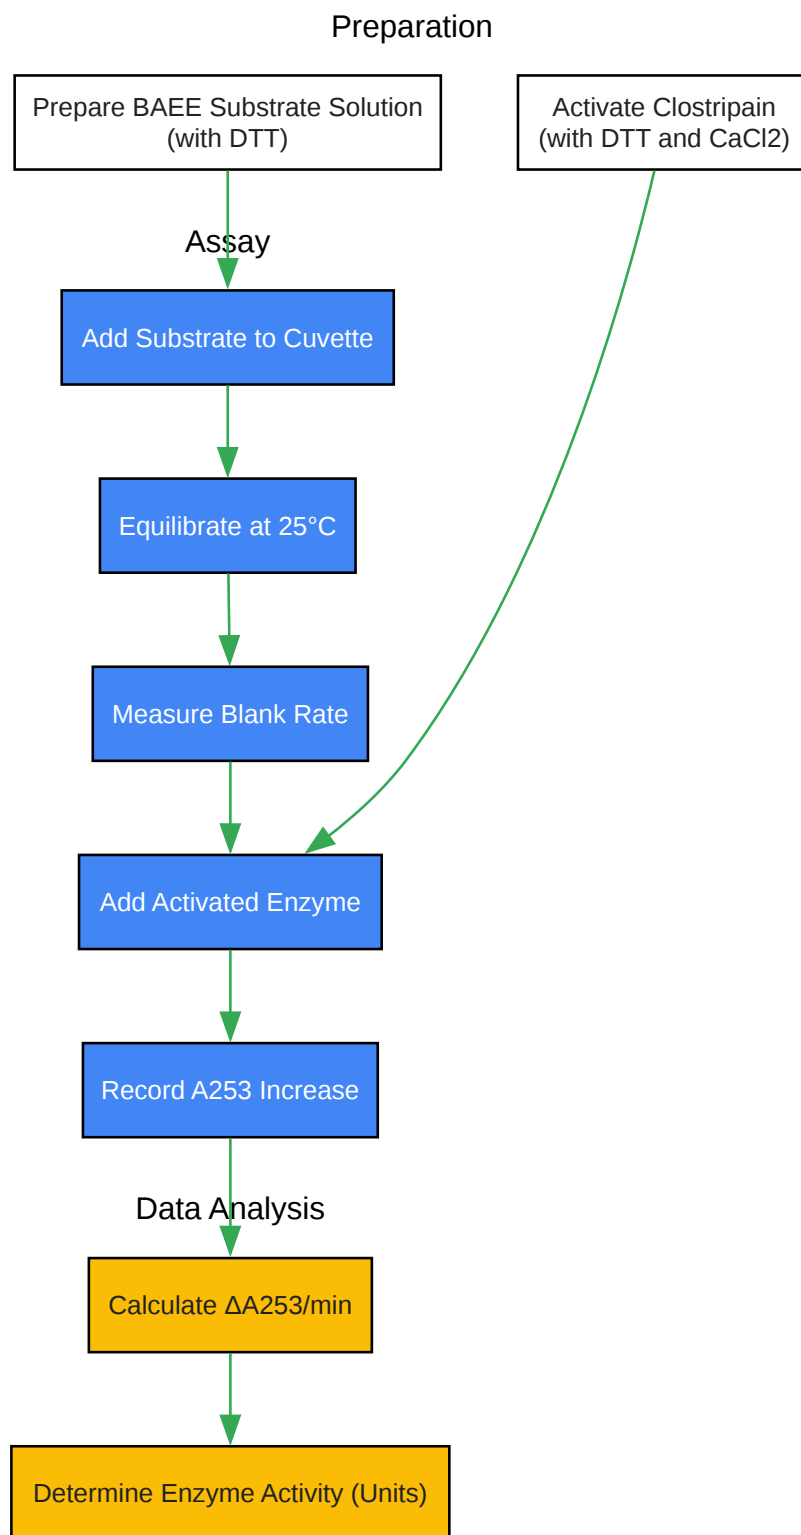 Preparation
Prepare BAEE Substrate Solution
(with DTT)
Activate Clostripain
(with DTT and CaCl2)
Assay
Add Substrate to Cuvette
Equilibrate at 25°C
Measure Blank Rate
Add Activated Enzyme
Record A253 Increase
Data Analysis
Calculate ΔA253/min
Determine Enzyme Activity (Units)